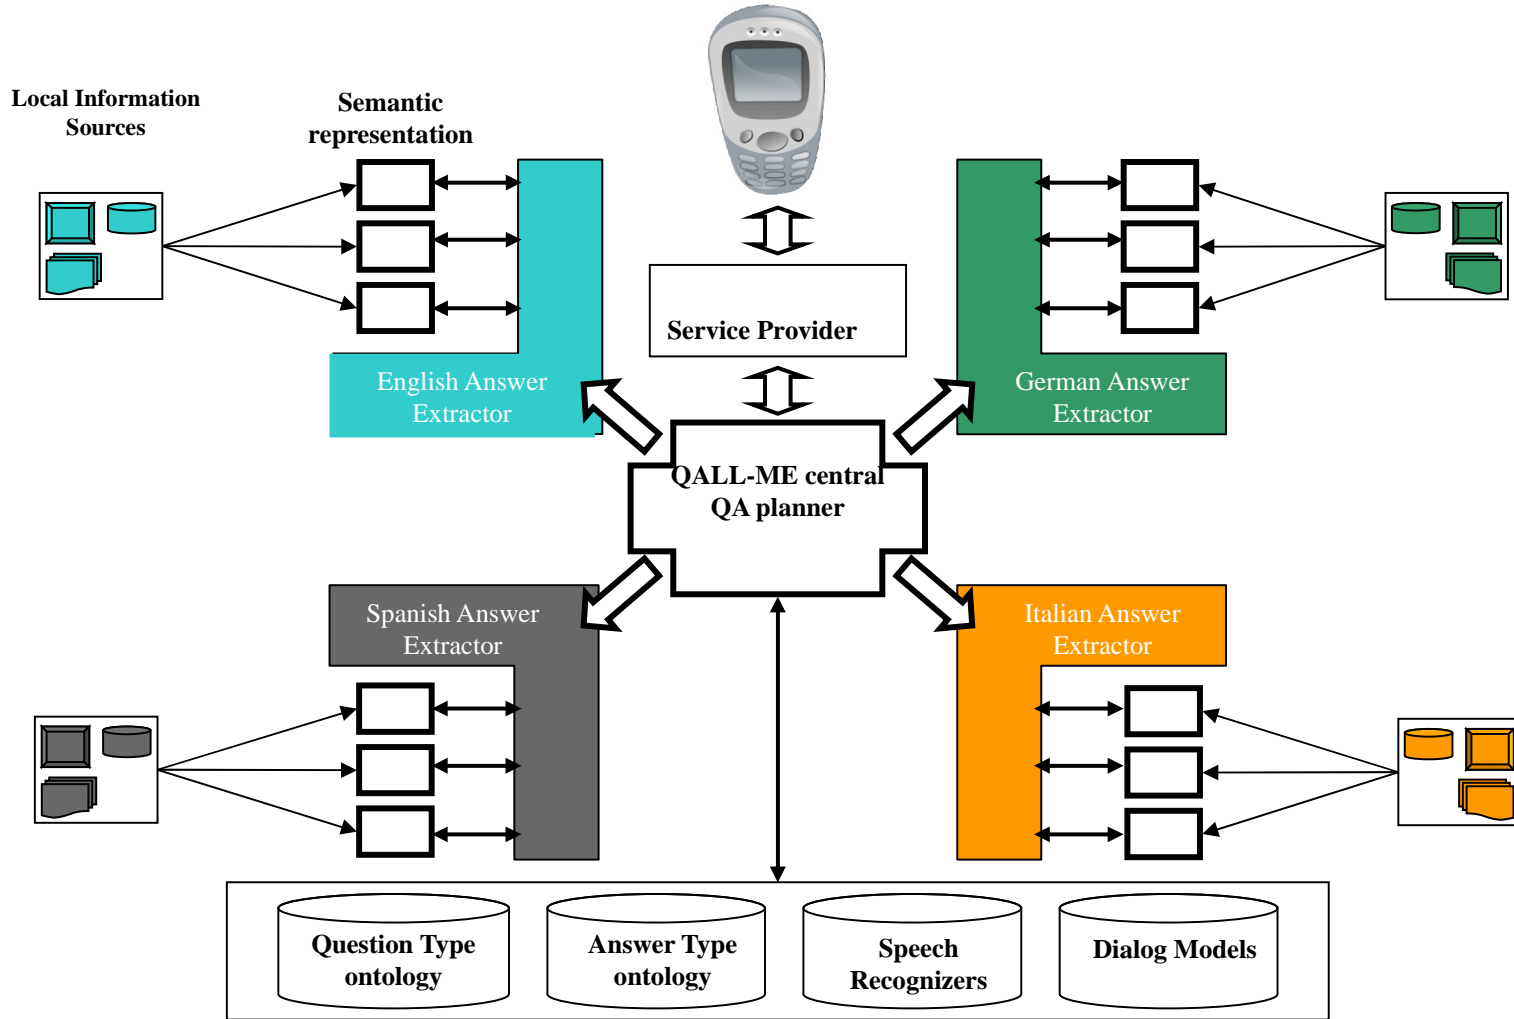 Local Information
Sources
Semantic
representation
Service Provider
English Answer
Extractor
German Answer
Extractor
QALL-ME central
QA planner
Spanish Answer
Extractor
Italian Answer
Extractor
Question Type
ontology
Answer Type
ontology
Speech
Recognizers
Dialog Models